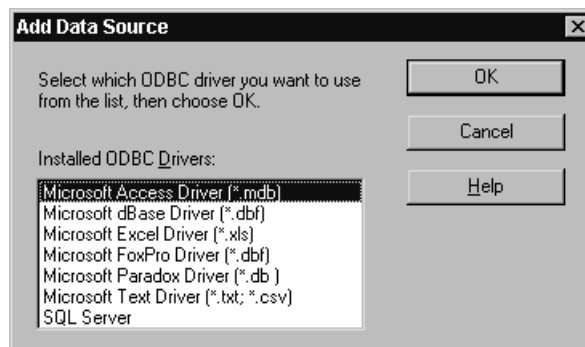 Add Data Source
Select which ODBC driver you want to use
from the list, then choose OK.
Installed ODBC Drivers:
Microsoft Access Driver (*.mdb)
Microsoft dBase Driver (*.dbf)
Microsoft Excel Driver (*.xls)
Microsoft FoxPro Driver (*.dbf)
Microsoft Paradox Driver (*.db )
Microsoft Text Driver (*.txt; *.csv)
SQL Server
OK
Cancel
Help